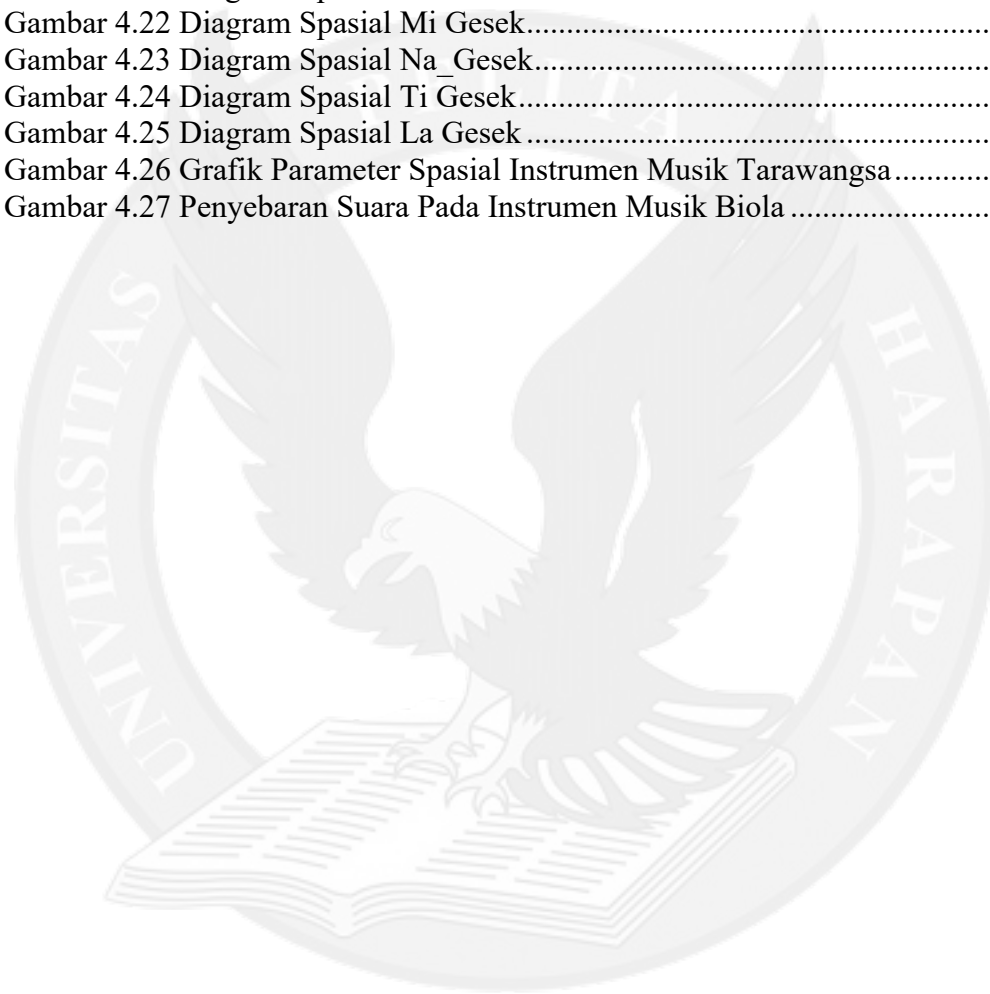 Gambar 4.22 Diagram Spasial Mi Gesek..........................................................
Gambar 4.23 Diagram Spasial Na_Gesek.........................................................
Gambar 4.24 Diagram Spasial Ti Gesek...........................................................
Gambar 4.25 Diagram Spasial La Gesek..........................................................
Gambar 4.26 Grafik Parameter Spasial Instrumen Musik Tarawangsa............
Gambar 4.27 Penyebaran Suara Pada Instrumen Musik Biola.........................
UNIVERSITAS
HARAPAN